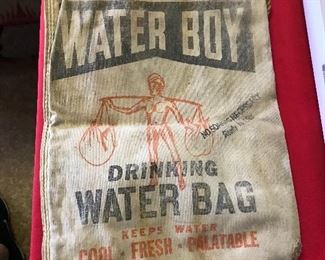 WATER BOY
DRINKING
WATER BAG
KEEPS WATER
COOL • FRESH • PALATABLE